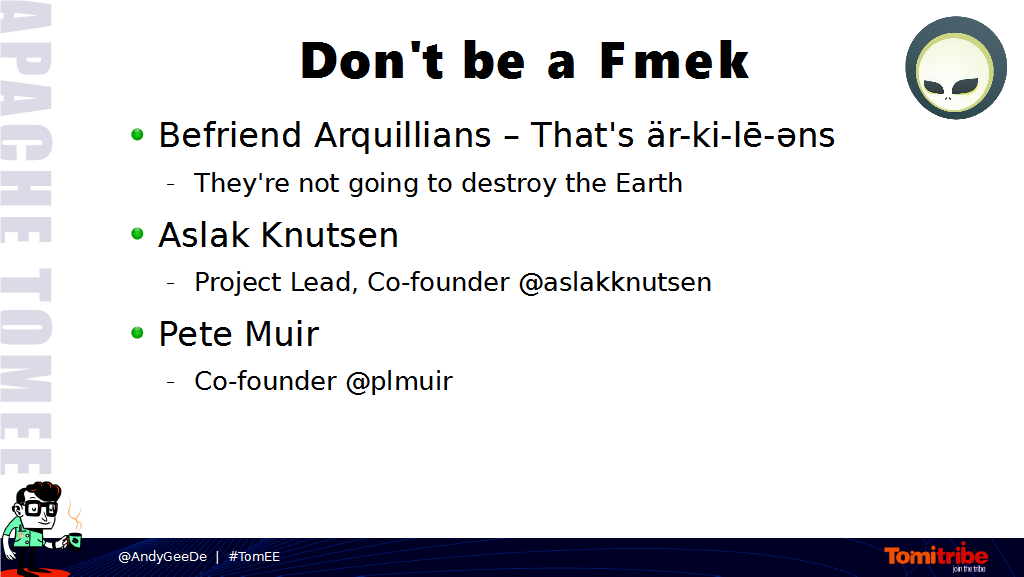 Don't be a Fmek
Befriend Arquillians – That's är-ki-lē-əns
- They're not going to destroy the Earth
Aslak Knutsen
- Project Lead, Co-founder @aslakknutsen
Pete Muir
- Co-founder @plmuir
APACHE TOMEE
@AndyGeeDe | #TomEE
Tomitribe
join the tribe